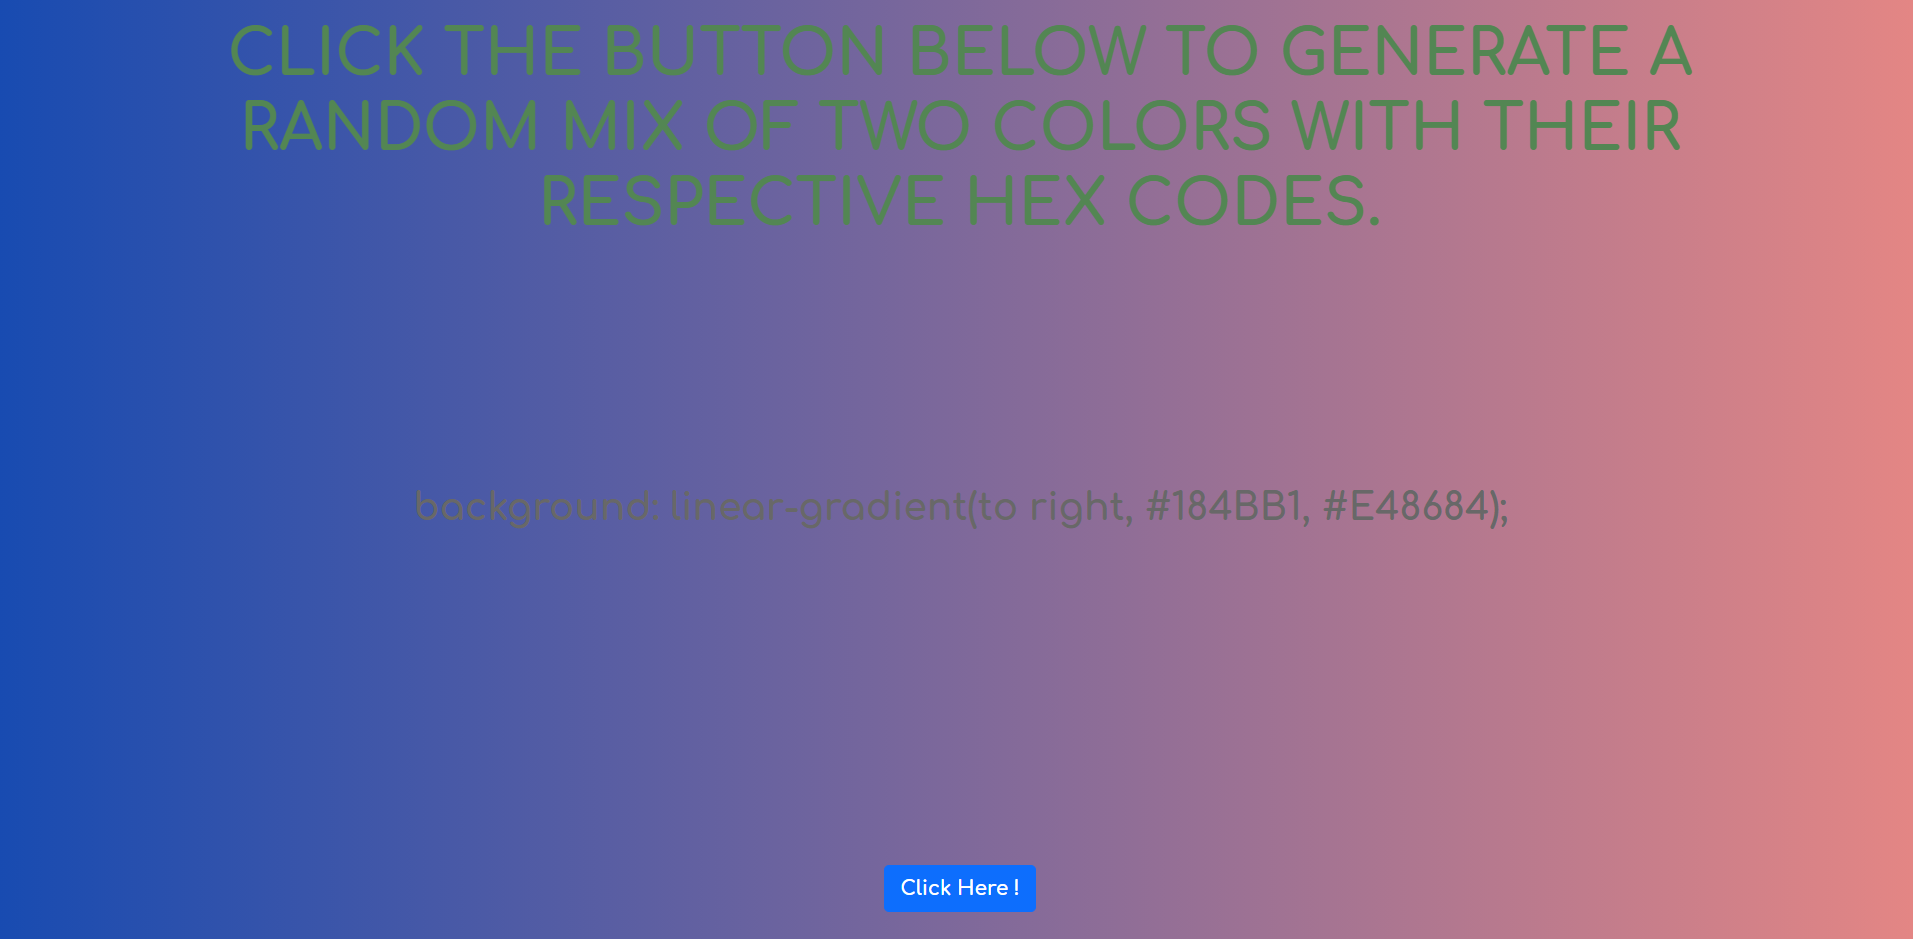 CLICK THE BUTTON BELOW TO GENERATE A
RANDOM MIX OF TWO COLORS WITH THEIR
RESPECTIVE HEX CODES.
background: linear-gradient(to right, #184BB1, #E48684);
Click Here !